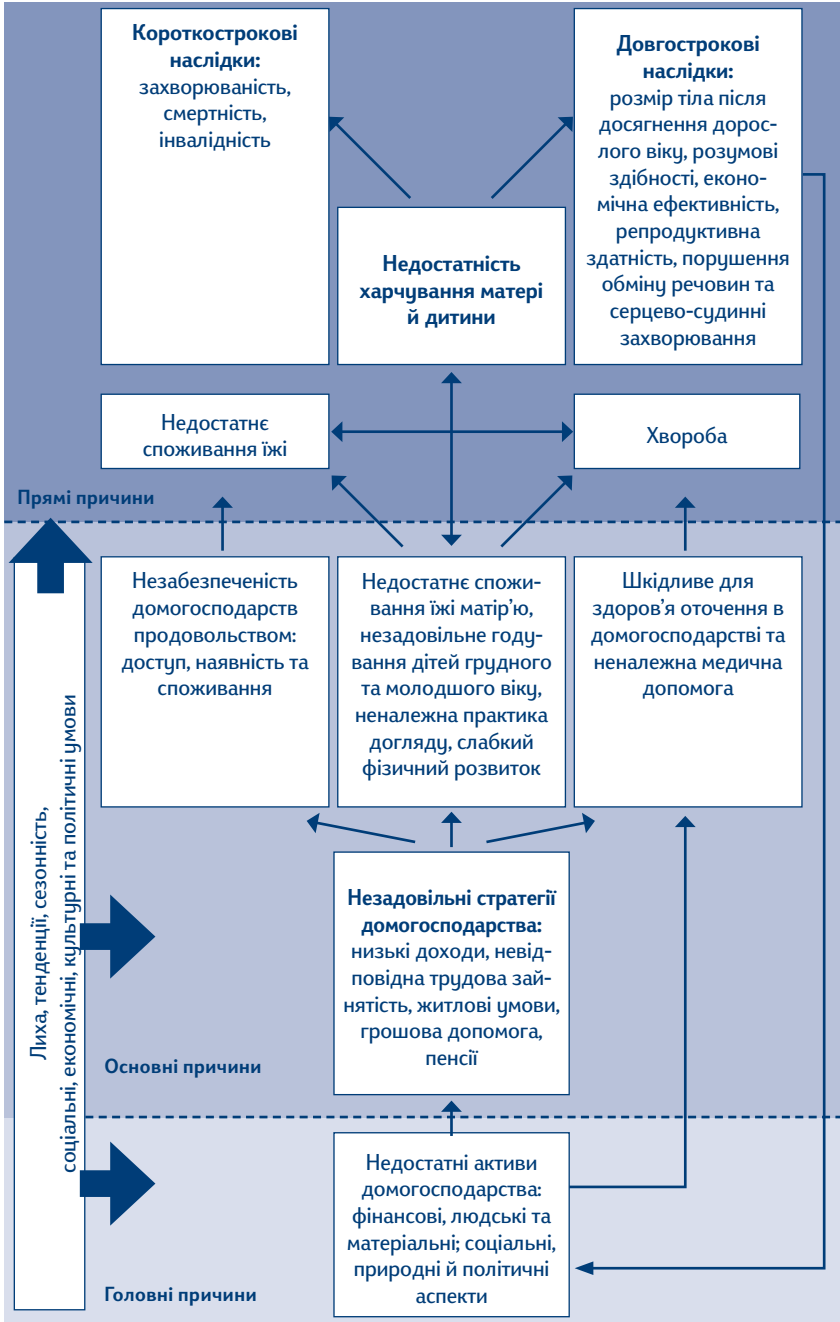 Короткострокові
наслідки:
захворюваність,
смертність,
інвалідність
Довгострокові
наслідки:
розмір тіла після
досягнення дорос-
лого віку, розумові
здібності, еконо-
мічна ефективність,
репродуктивна
здатність, порушення
обміну речовин та
серцево-судинні
захворювання
Недостатність
харчування матері
й дитини
Недостатнє
споживання їжі
Хвороба
Прямі причини
Незабезпеченість
домогосподарств
продовольством:
доступ, наявність та
споживання
Недостатнє спожи-
вання їжі матір’ю,
незадовільне году-
вання дітей грудного
та молодшого віку,
неналежна практика
догляду, слабкий
фізичний розвиток
Шкідливе для
здоров’я оточення в
домогосподарстві та
неналежна медична
допомога
Лиха, тенденції, сезонність,
соціальні, економічні, культурні та політичні умови
Незадовільні стратегії
домогосподарства:
низькі доходи, невід-
повідна трудова зай-
нятість, житлові умови,
грошова допомога,
пенсії
Основні причини
Недостатні активи
домогосподарства:
фінансові, людські та
матеріальні; соціальні,
природні й політичні
аспекти
Головні причини